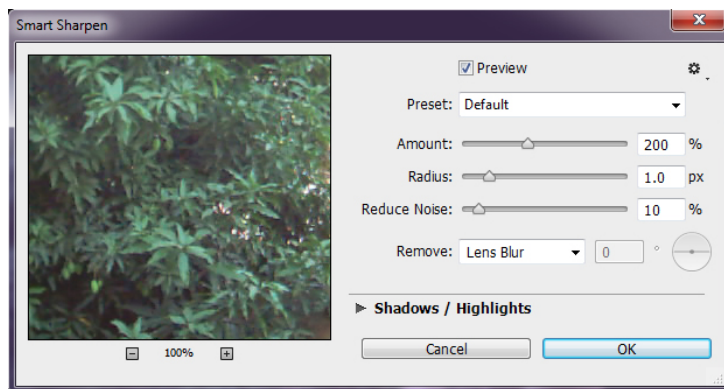 Smart Sharpen
Preview
Preset: Default
Amount: 200 %
Radius: 1.0 px
Reduce Noise: 10 %
Remove: Lens Blur 0 °
Shadows / Highlights
100%
Cancel OK